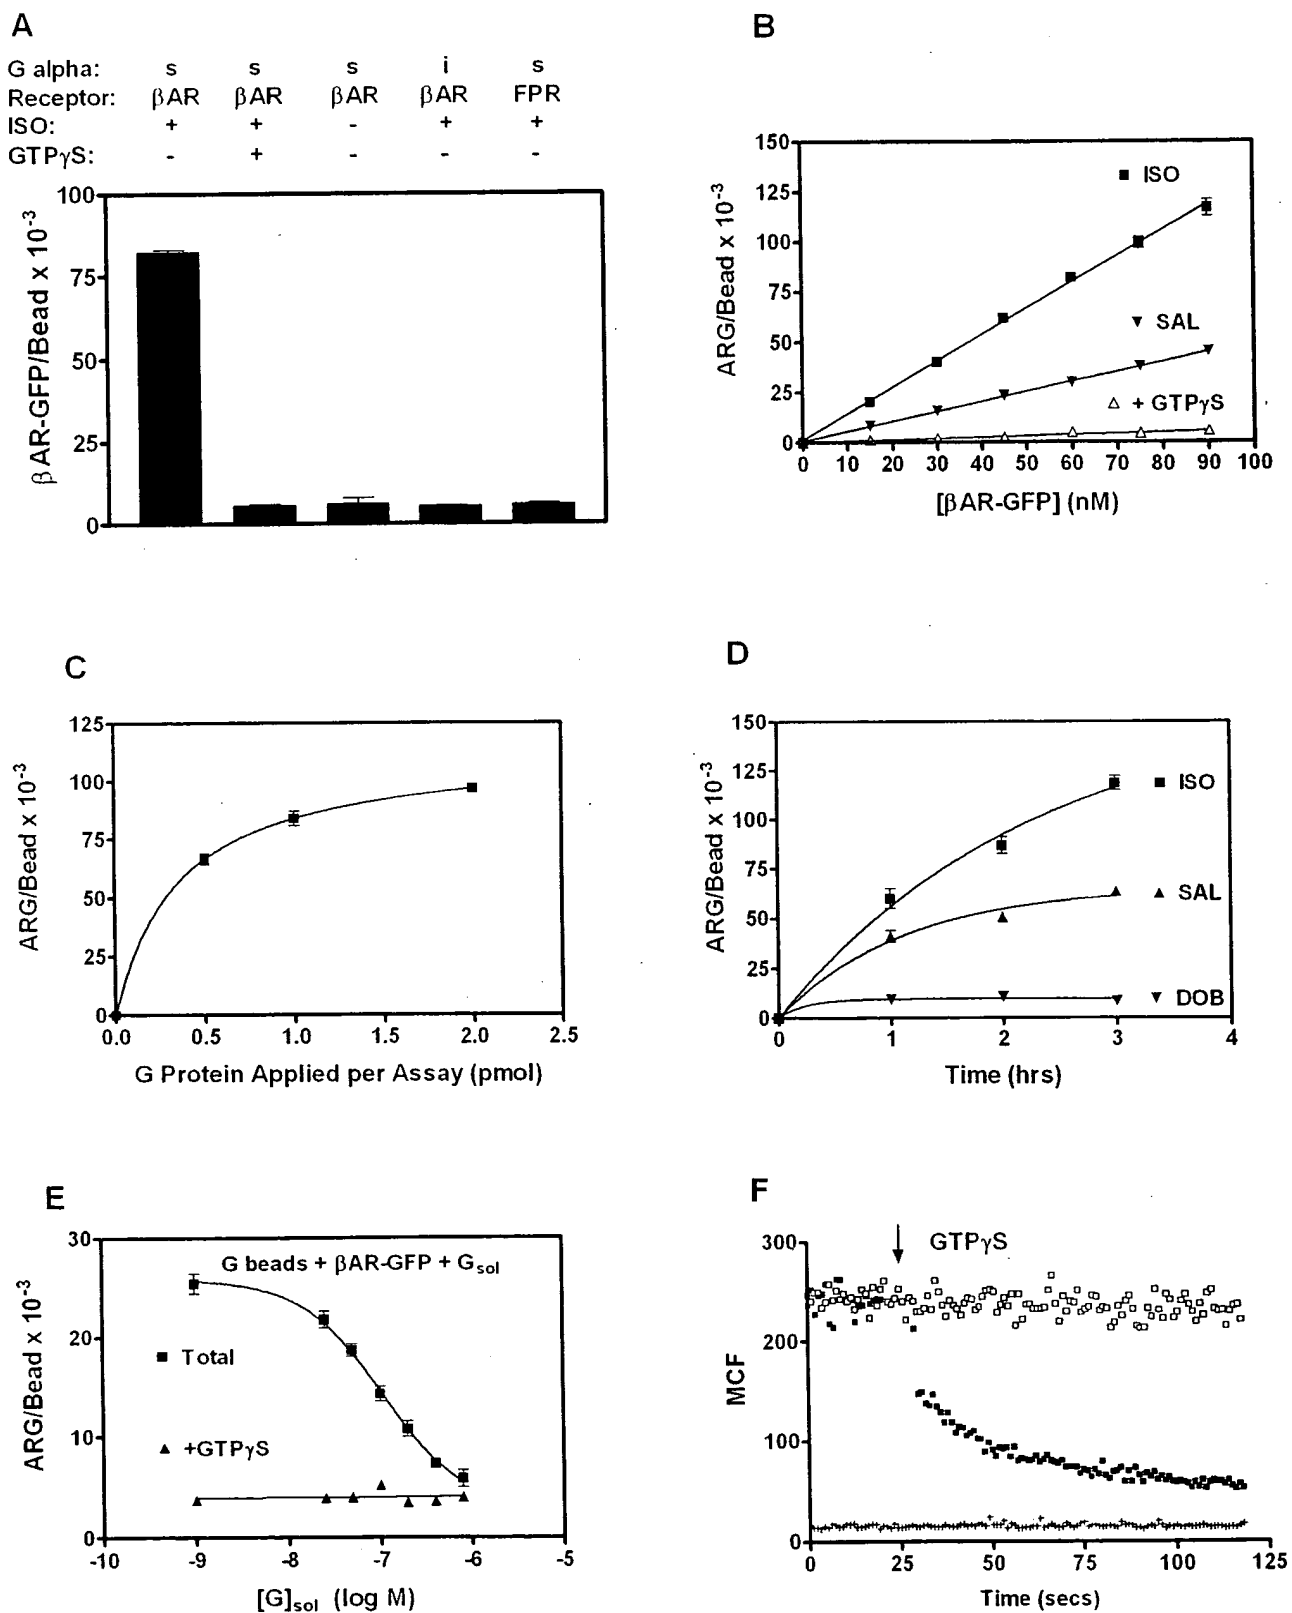 A
G alpha: s s s i s
Receptor: βAR βAR βAR βAR FPR
ISO: + + - + +
GTPγS: - + - - -
βAR-GFP/Bead x 10-3
100
75
50
25
0
B
ARG/Bead x 10-3
150
125
100
75
50
25
0
ISO
SAL
+ GTPγS
0 10 20 30 40 50 60 70 80 90 100
[βAR-GFP] (nM)
C
ARG/Bead x 10-3
125
100
75
50
25
0
0.0 0.5 1.0 1.5 2.0 2.5
G Protein Applied per Assay (pmol)
D
ARG/Bead x 10-3
150
125
100
75
50
25
0
ISO
SAL
DOB
0 1 2 3 4
Time (hrs)
E
ARG/Bead x 10-3
30
20
10
0
G beads + βAR-GFP + Gsol
Total
+GTPγS
-10 -9 -8 -7 -6 -5
[G]sol (log M)
F
MCF
300
200
100
0
GTPγS
0 25 50 75 100 125
Time (secs)